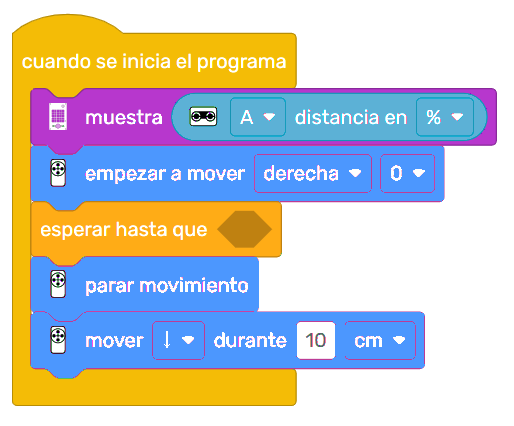 cuando se inicia el programa
muestra A distancia en %
empezar a mover derecha 0
esperar hasta que
parar movimiento
mover ↓ durante 10 cm